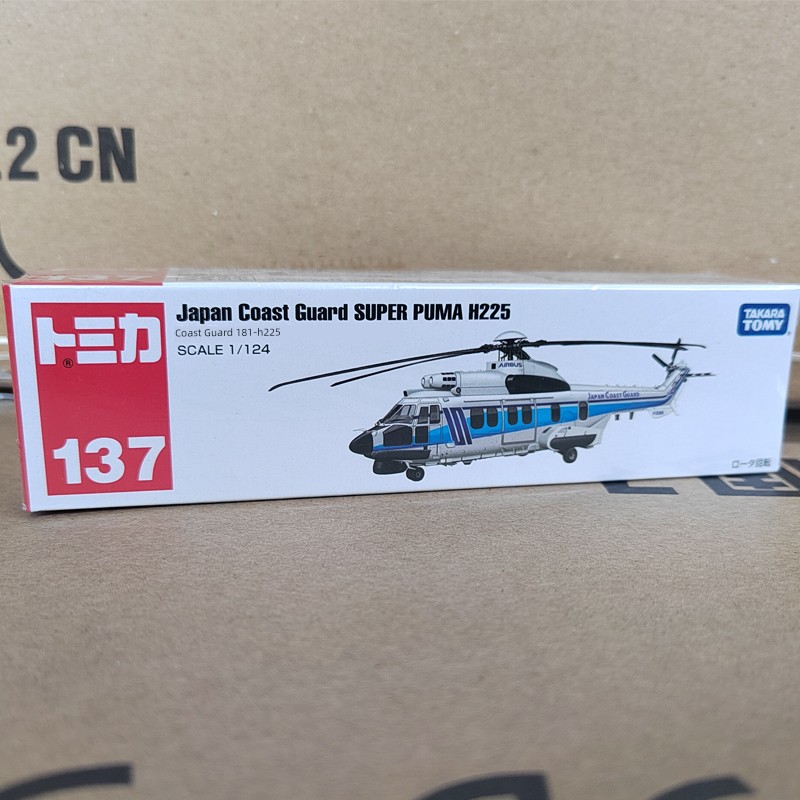 .2 CN
137
トミカ
®
137
Japan Coast Guard SUPER PUMA H225
Coast Guard 181-h225
SCALE 1/124
TAKARA
TOMY
AIRBUS
JAPAN COAST GUARD
ロータ回転